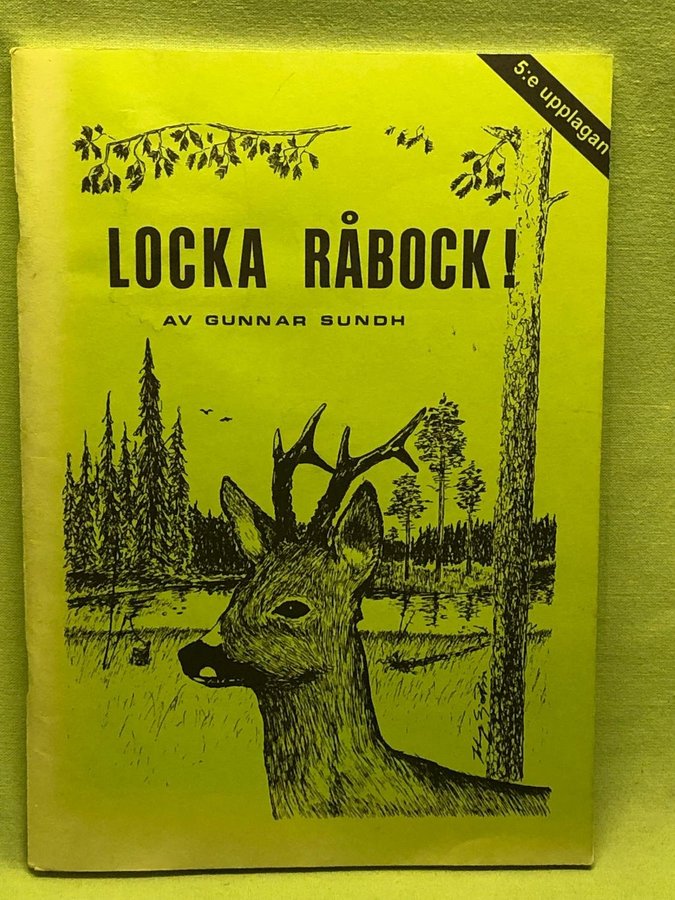 5:e upplagan
LOCKA RÅBOCK!
AV GUNNAR SUNDH